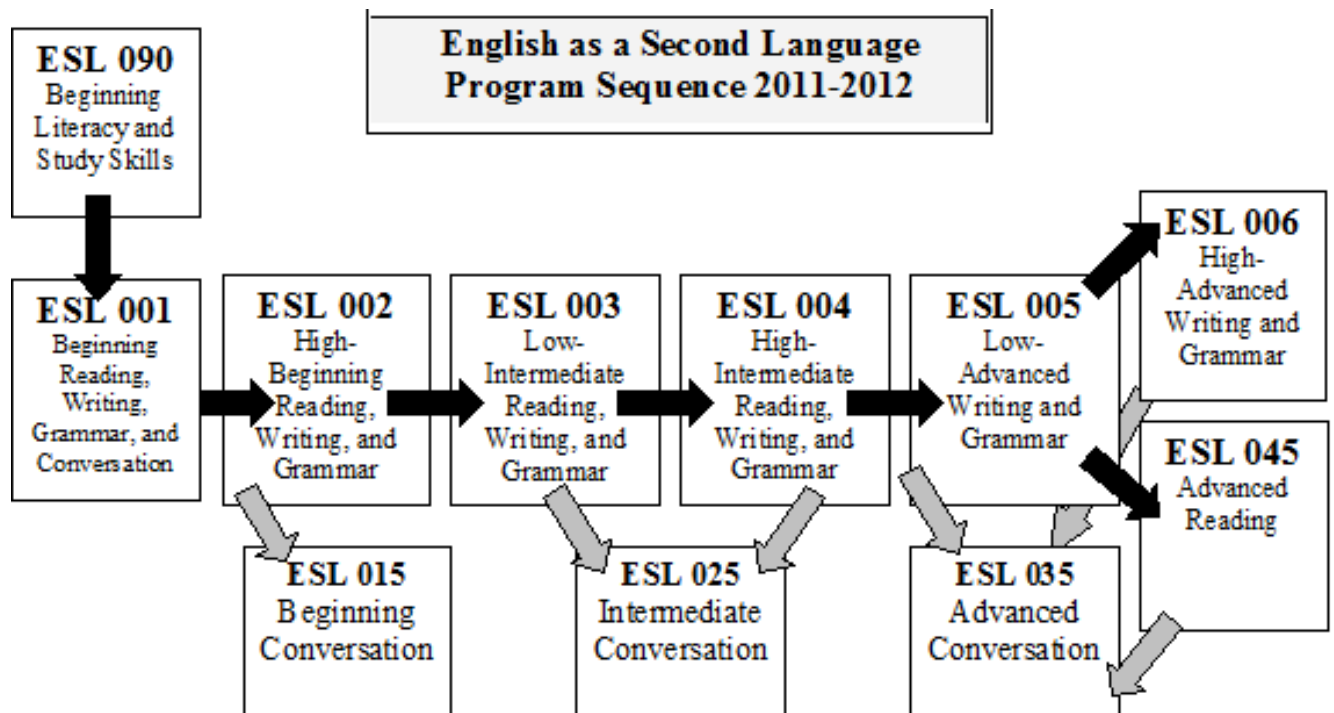 English as a Second Language
Program Sequence 2011-2012
ESL 090
Beginning
Literacy and
Study Skills
ESL 001
Beginning
Reading,
Writing,
Grammar, and
Conversation
ESL 002
High-
Beginning
Reading,
Writing, and
Grammar
ESL 003
Low-
Intermediate
Reading,
Writing, and
Grammar
ESL 004
High-
Intermediate
Reading,
Writing, and
Grammar
ESL 005
Low-
Advanced
Writing and
Grammar
ESL 006
High-
Advanced
Writing and
Grammar
ESL 045
Advanced
Reading
ESL 015
Beginning
Conversation
ESL 025
Intermediate
Conversation
ESL 035
Advanced
Conversation